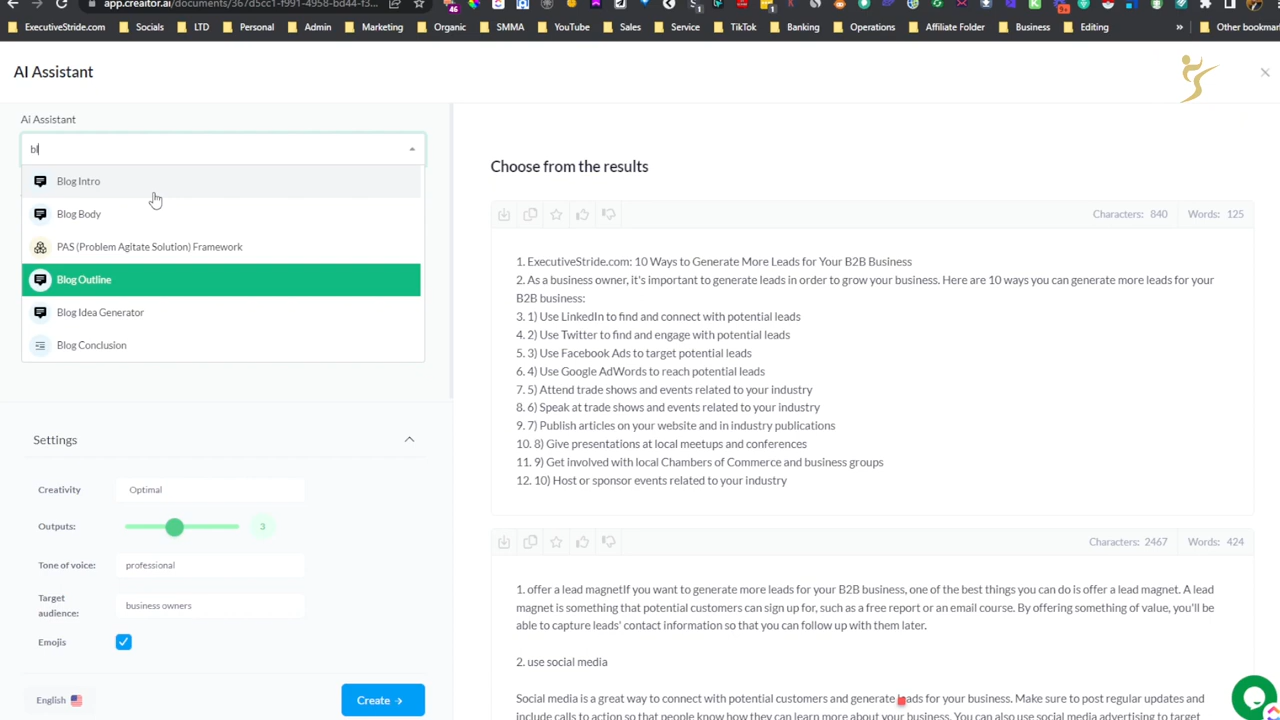 app.creaitor.ai/documents/367d5cc1-f991-4958-bd44-f3...
ExecutiveStride.com Socials LTD Personal Admin Marketing Organic SMMA YouTube Sales Service TikTok Banking Operations Affiliate Folder Business Editing » Other bookmar
AI Assistant
Ai Assistant
bl
Blog Intro
Blog Body
PAS (Problem Agitate Solution) Framework
Blog Outline
Blog Idea Generator
Blog Conclusion
Settings
Creativity Optimal
Outputs: 3
Tone of voice: professional
Target audience: business owners
Emojis
English Create →
Choose from the results
Characters: 840 Words: 125
1. ExecutiveStride.com: 10 Ways to Generate More Leads for Your B2B Business
2. As a business owner, it's important to generate leads in order to grow your business. Here are 10 ways you can generate more leads for your
B2B business:
3. 1) Use LinkedIn to find and connect with potential leads
4. 2) Use Twitter to find and engage with potential leads
5. 3) Use Facebook Ads to target potential leads
6. 4) Use Google AdWords to reach potential leads
7. 5) Attend trade shows and events related to your industry
8. 6) Speak at trade shows and events related to your industry
9. 7) Publish articles on your website and in industry publications
10. 8) Give presentations at local meetups and conferences
11. 9) Get involved with local Chambers of Commerce and business groups
12. 10) Host or sponsor events related to your industry
Characters: 2467 Words: 424
1. offer a lead magnetIf you want to generate more leads for your B2B business, one of the best things you can do is offer a lead magnet. A lead
magnet is something that potential customers can sign up for, such as a free report or an email course. By offering something of value, you'll be
able to capture leads' contact information so that you can follow up with them later.
2. use social media
Social media is a great way to connect with potential customers and generate leads for your business. Make sure to post regular updates and
include calls to action so that people know how they can learn more about your business. You can also use social media advertising to target